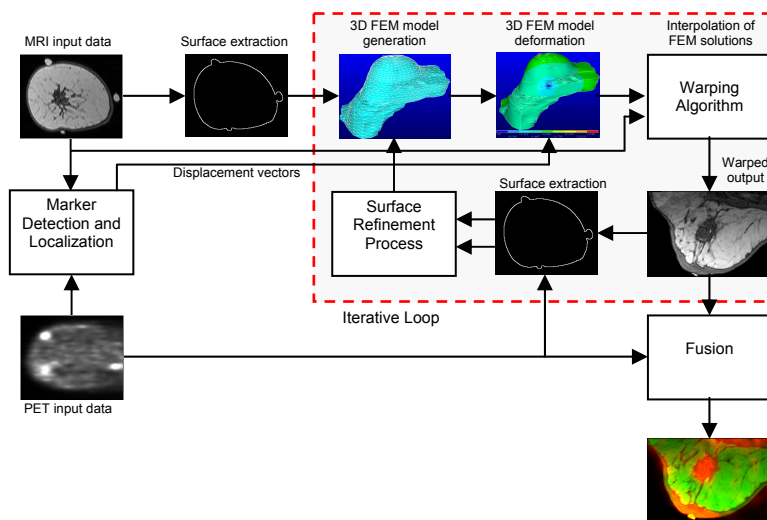 MRI input data
Surface extraction
3D FEM model
generation
3D FEM model
deformation
Interpolation of
FEM solutions
Warping
Algorithm
Displacement vectors
Warped
output
Marker
Detection and
Localization
Surface
Refinement
Process
Surface extraction
Iterative Loop
Fusion
PET input data